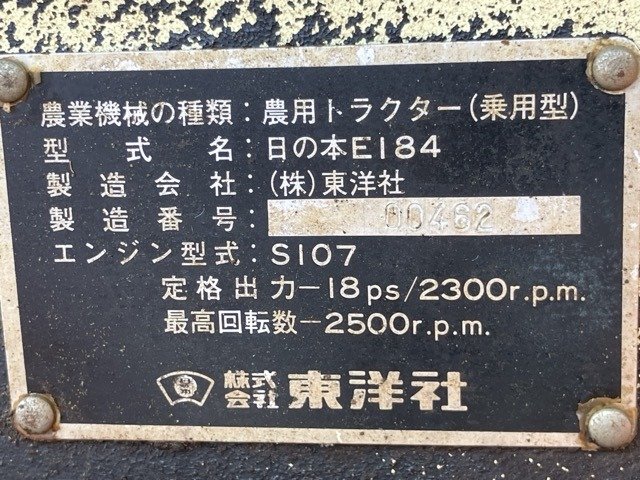 農業機械の種類：農用トラクター(乗用型)
型式名：日の本E184
製造会社：(株)東洋社
製造番号：00462
エンジン型式：S107
定格出力－18ps/2300r.p.m.
最高回転数－2500r.p.m.
株式会社 東洋社